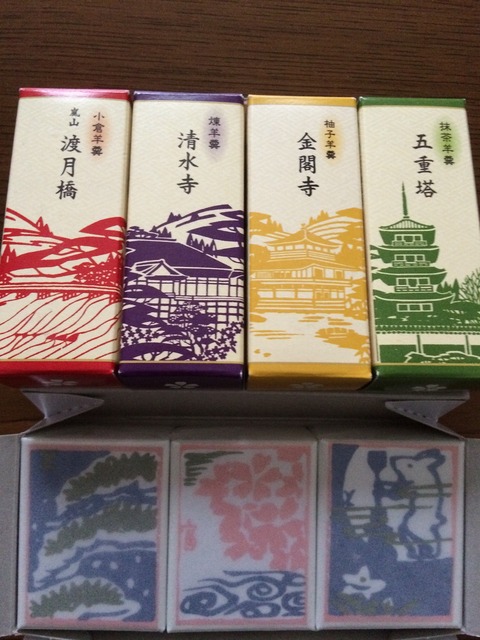 小倉羊羹
嵐山
渡月橋
煉羊羹
清水寺
柚子羊羹
金閣寺
抹茶羊羹
五重塔